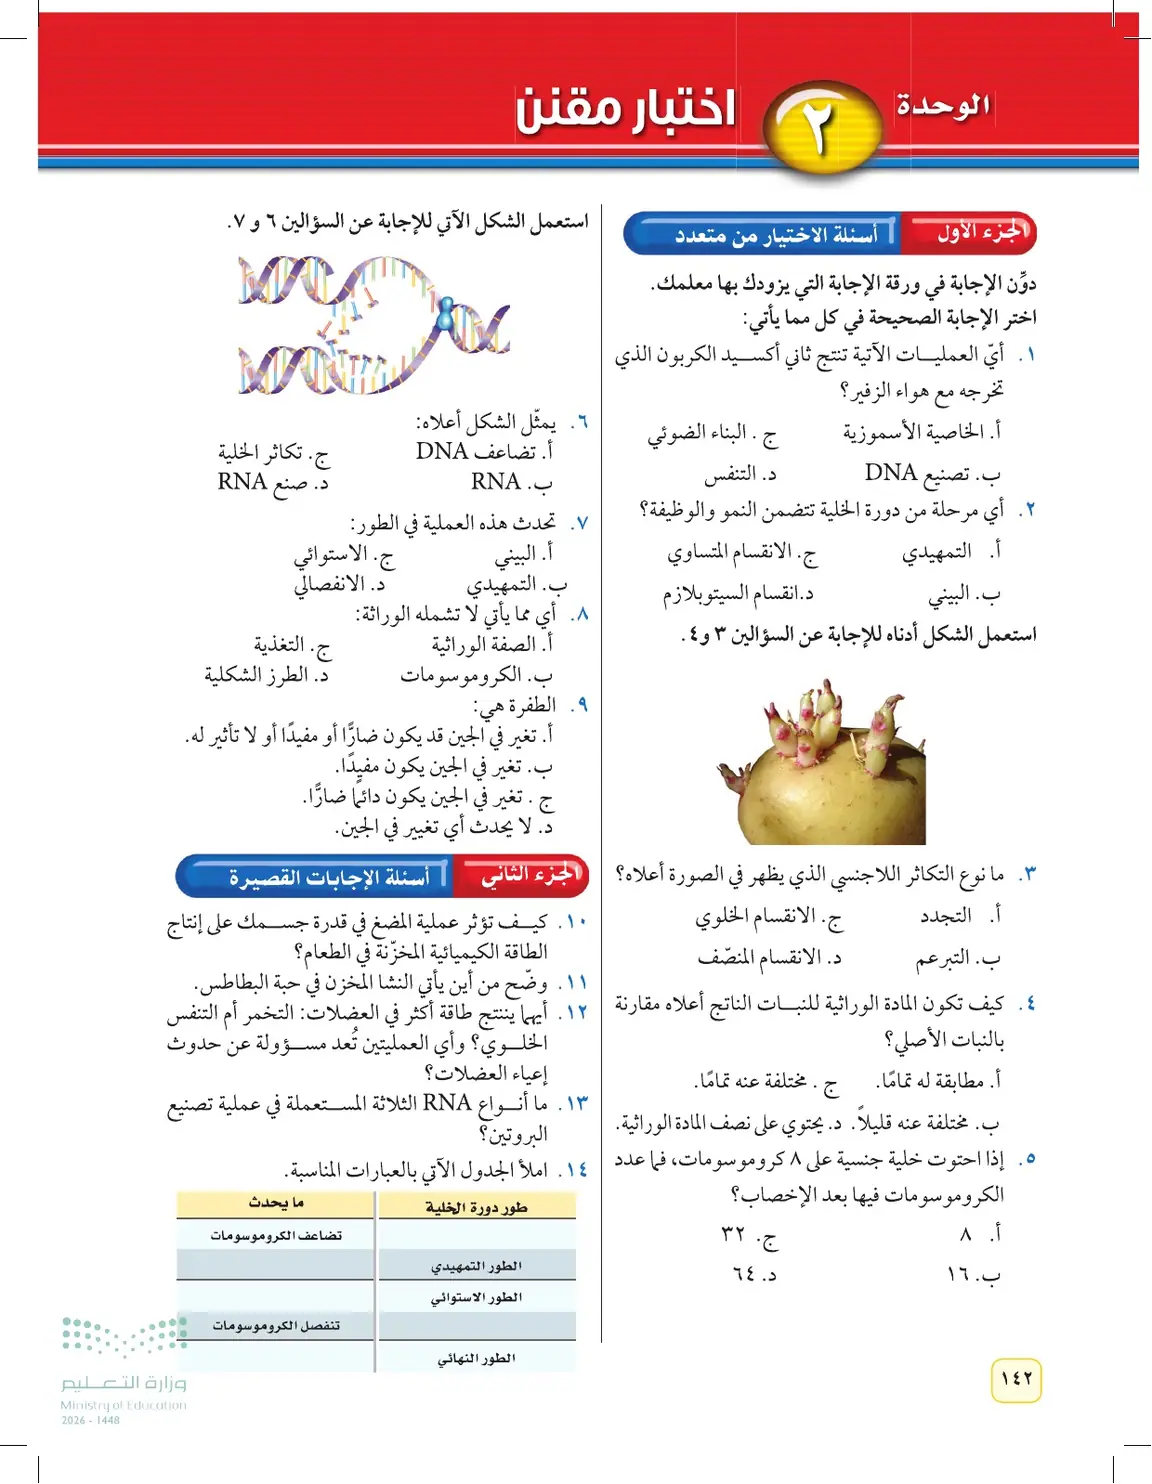 الوحدة ٢ اختبار مقنن
الجزء الأول أسئلة الاختيار من متعدد
دوِّن الإجابة في ورقة الإجابة التي يزودك بها معلمك.
اختر الإجابة الصحيحة في كل مما يأتي:
١. أيّ العمليات الآتية تنتج ثاني أكسيد الكربون الذي
تخرجه مع هواء الزفير؟
أ. الخاصية الأسموزية ج . البناء الضوئي
ب. تصنيع DNA د. التنفس
٢. أي مرحلة من دورة الخلية تتضمن النمو والوظيفة؟
أ. التمهيدي ج. الانقسام المتساوي
ب. البيني د.انقسام السيتوبلازم
استعمل الشكل أدناه للإجابة عن السؤالين ٣ و٤.
٣. ما نوع التكاثر اللاجنسي الذي يظهر في الصورة أعلاه؟
أ. التجدد ج. الانقسام الخلوي
ب. التبرعم د. الانقسام المنصّف
٤. كيف تكون المادة الوراثية للنبات الناتج أعلاه مقارنة
بالنبات الأصلي؟
أ. مطابقة له تمامًا. ج . مختلفة عنه تمامًا.
ب. مختلفة عنه قليلاً. د. يحتوي على نصف المادة الوراثية.
٥. إذا احتوت خلية جنسية على ٨ كروموسومات، فما عدد
الكروموسومات فيها بعد الإخصاب؟
أ. ٨ ج. ٣٢
ب. ١٦ د. ٦٤
استعمل الشكل الآتي للإجابة عن السؤالين ٦ و ٧.
٦. يمثّل الشكل أعلاه:
أ. تضاعف DNA ج. تكاثر الخلية
ب. RNA د. صنع RNA
٧. تحدث هذه العملية في الطور:
أ. البيني ج. الاستوائي
ب. التمهيدي د. الانفصالي
٨. أي مما يأتي لا تشمله الوراثة:
أ. الصفة الوراثية ج. التغذية
ب. الكروموسومات د. الطرز الشكلية
٩. الطفرة هي:
أ. تغير في الجين قد يكون ضارًّا أو مفيدًا أو لا تأثير له.
ب. تغير في الجين يكون مفيدًا.
ج . تغير في الجين يكون دائمًا ضارًّا.
د. لا يحدث أي تغيير في الجين.
الجزء الثاني أسئلة الإجابات القصيرة
١٠. كيف تؤثر عملية المضغ في قدرة جسمك على إنتاج
الطاقة الكيميائية المخزّنة في الطعام؟
١١. وضّح من أين يأتي النشا المخزن في حبة البطاطس.
١٢. أيهما يننتج طاقة أكثر في العضلات: التخمر أم التنفس
الخلوي؟ وأي العمليتين تُعد مسؤولة عن حدوث
إعياء العضلات؟
١٣. ما أنواع RNA الثلاثة المستعملة في عملية تصنيع
البروتين؟
١٤. املأ الجدول الآتي بالعبارات المناسبة.
طور دورة الخلية ما يحدث
تضاعف الكروموسومات
الطور التمهيدي
الطور الاستوائي
تنفصل الكروموسومات
الطور النهائي
وزارة التعليم
Ministry of Education
2026 - 1448
١٤٢